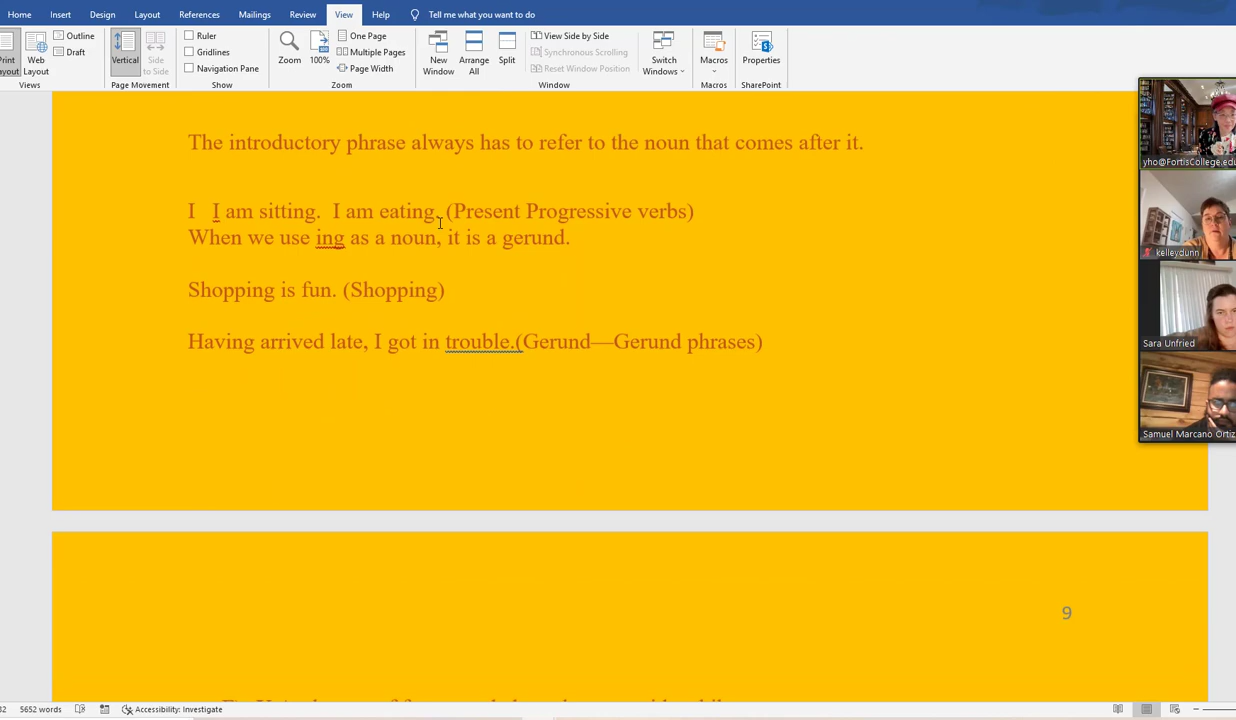 Home Insert Design Layout References Mailings Review View Help Tell me what you want to do
Outline Ruler One Page View Side by Side
Draft Gridlines Multiple Pages Synchronous Scrolling
Navigation Pane Page Width Reset Window Position
Print Layout Web Layout Vertical Side to Side Zoom 100% New Window Arrange All Split Switch Windows Macros Properties
Views Page Movement Show Zoom Window Macros SharePoint
The introductory phrase always has to refer to the noun that comes after it.
I I am sitting. I am eating. (Present Progressive verbs)
When we use ing as a noun, it is a gerund.
Shopping is fun. (Shopping)
Having arrived late, I got in trouble.(Gerund—Gerund phrases)
9
yho@FortisCollege.edu
kelleydunn
Sara Unfried
Samuel Marcano Ortiz
32 5652 words Accessibility: Investigate